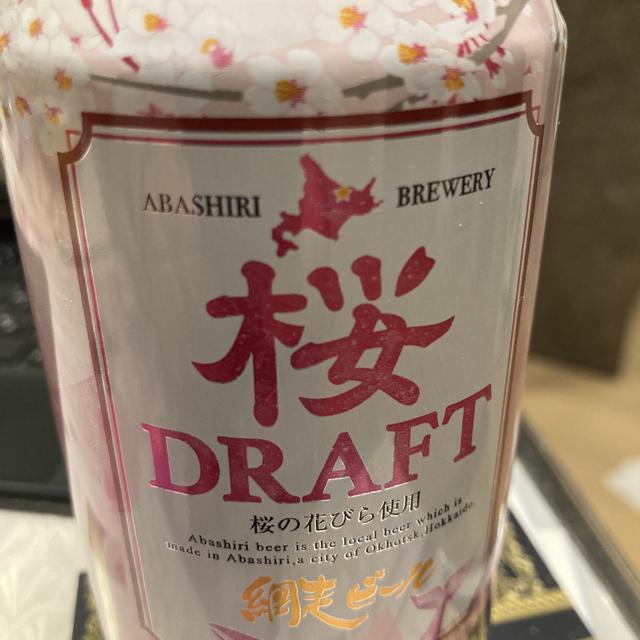 ABASHIRI BREWERY
桜
DRAFT
桜の花びら使用
Abashiri beer is the local beer which is
made in Abashiri,a city of Okhotsk,Hokkaido.
網走ビール